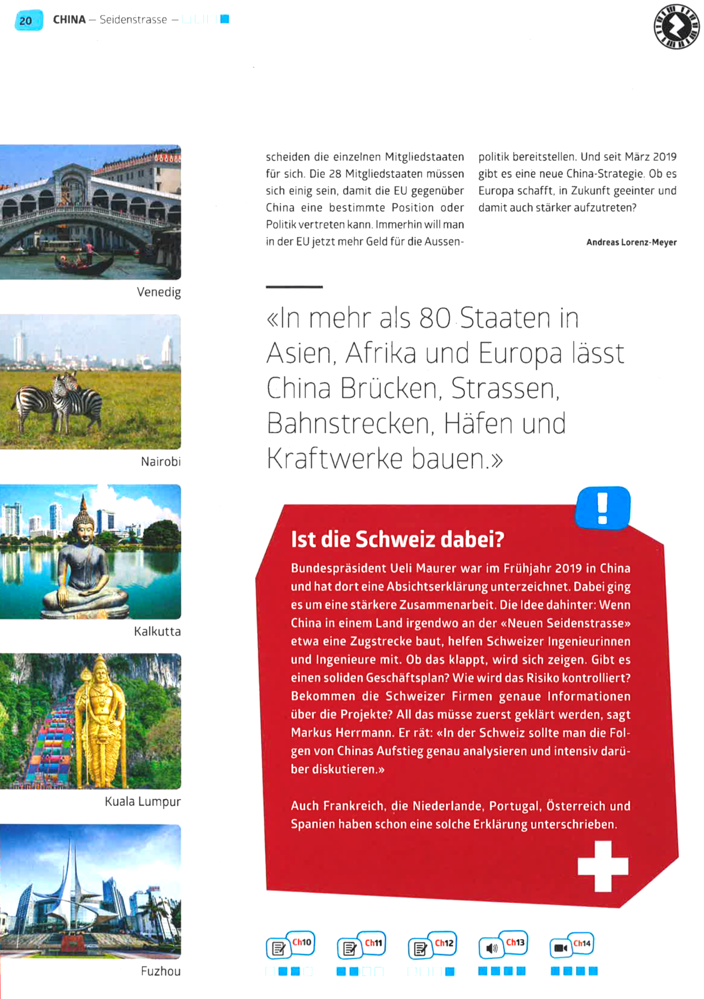 20 CHINA — Seidenstrasse —
Venedig
Nairobi
Kalkutta
Kuala Lumpur
Fuzhou
scheiden die einzelnen Mitgliedstaaten
für sich. Die 28 Mitgliedstaaten müssen
sich einig sein, damit die EU gegenüber
China eine bestimmte Position oder
Politik vertreten kann. Immerhin will man
in der EU jetzt mehr Geld für die Aussen-
politik bereitstellen. Und seit März 2019
gibt es eine neue China-Strategie. Ob es
Europa schafft, in Zukunft geeinter und
damit auch stärker aufzutreten?
Andreas Lorenz-Meyer
«In mehr als 80 Staaten in
Asien, Afrika und Europa lässt
China Brücken, Strassen,
Bahnstrecken, Häfen und
Kraftwerke bauen.»
!
Ist die Schweiz dabei?
Bundespräsident Ueli Maurer war im Frühjahr 2019 in China
und hat dort eine Absichtserklärung unterzeichnet. Dabei ging
es um eine stärkere Zusammenarbeit. Die Idee dahinter: Wenn
China in einem Land irgendwo an der «Neuen Seidenstrasse»
etwa eine Zugstrecke baut, helfen Schweizer Ingenieurinnen
und Ingenieure mit. Ob das klappt, wird sich zeigen. Gibt es
einen soliden Geschäftsplan? Wie wird das Risiko kontrolliert?
Bekommen die Schweizer Firmen genaue Informationen
über die Projekte? All das müsse zuerst geklärt werden, sagt
Markus Herrmann. Er rät: «In der Schweiz sollte man die Fol-
gen von Chinas Aufstieg genau analysieren und intensiv darü-
ber diskutieren.»
Auch Frankreich, die Niederlande, Portugal, Österreich und
Spanien haben schon eine solche Erklärung unterschrieben.
Ch10
Ch11
Ch12
Ch13
Ch14